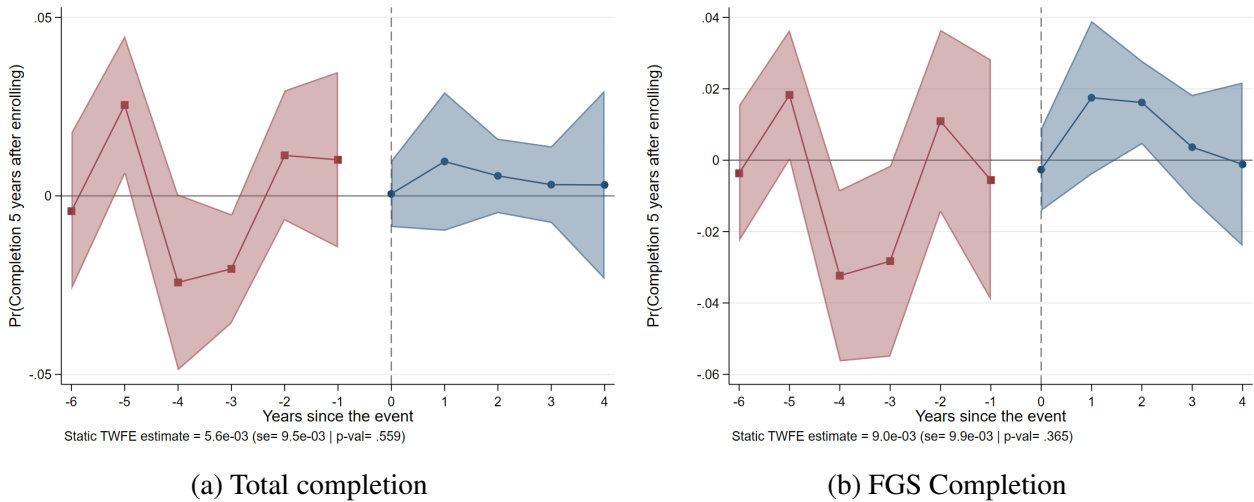 Pr(Completion 5 years after enrolling)
.05
0
-.05
-6 -5 -4 -3 -2 -1 0 1 2 3 4
Years since the event
Static TWFE estimate = 5.6e-03 (se= 9.5e-03 | p-val= .559)
(a) Total completion
Pr(Completion 5 years after enrolling)
.04
.02
0
-.02
-.04
-.06
-6 -5 -4 -3 -2 -1 0 1 2 3 4
Years since the event
Static TWFE estimate = 9.0e-03 (se= 9.9e-03 | p-val= .365)
(b) FGS Completion